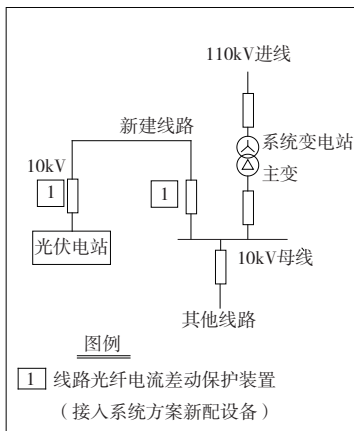 110kV进线
系统变电站
主变
新建线路
10kV
1
1
光伏电站
10kV母线
其他线路
图例
1 线路光纤电流差动保护装置
（接入系统方案新配设备）